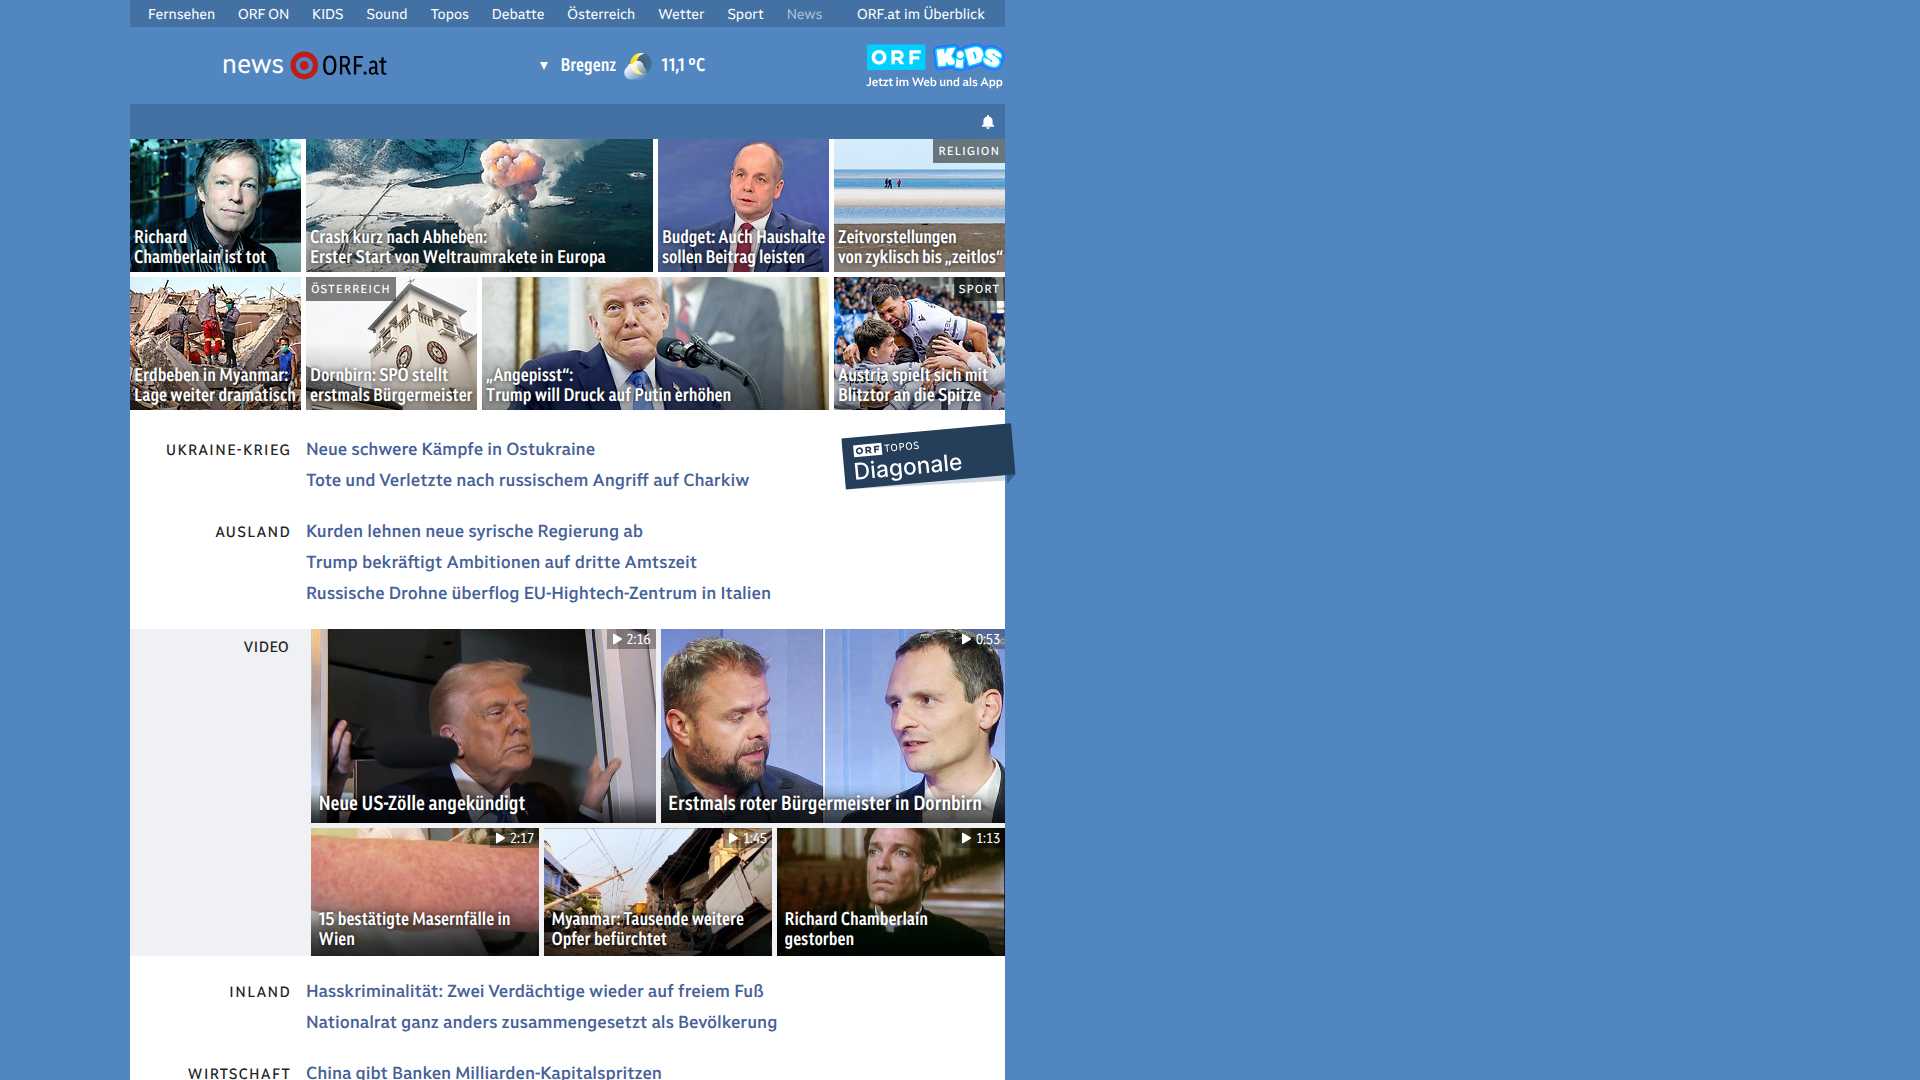 Fernsehen ORF ON KIDS Sound Topos Debatte Österreich Wetter Sport News ORF.at im Überblick
news ORF.at
▼ Bregenz 11,1 °C
ORF KiDS
Jetzt im Web und als App
Richard
Chamberlain ist tot
Crash kurz nach Abheben:
Erster Start von Weltraumrakete in Europa
Budget: Auch Haushalte
sollen Beitrag leisten
RELIGION
Zeitvorstellungen
von zyklisch bis „zeitlos“
Erdbeben in Myanmar:
Lage weiter dramatisch
ÖSTERREICH
Dornbirn: SPÖ stellt
erstmals Bürgermeister
„Angepisst“:
Trump will Druck auf Putin erhöhen
SPORT
Austria spielt sich mit
Blitztor an die Spitze
UKRAINE-KRIEG
Neue schwere Kämpfe in Ostukraine
Tote und Verletzte nach russischem Angriff auf Charkiw
ORF TOPOS
Diagonale
AUSLAND
Kurden lehnen neue syrische Regierung ab
Trump bekräftigt Ambitionen auf dritte Amtszeit
Russische Drohne überflog EU-Hightech-Zentrum in Italien
VIDEO
2:16
Neue US-Zölle angekündigt
0:53
Erstmals roter Bürgermeister in Dornbirn
2:17
15 bestätigte Masernfälle in
Wien
1:45
Myanmar: Tausende weitere
Opfer befürchtet
1:13
Richard Chamberlain
gestorben
INLAND
Hasskriminalität: Zwei Verdächtige wieder auf freiem Fuß
Nationalrat ganz anders zusammengesetzt als Bevölkerung
WIRTSCHAFT
China gibt Banken Milliarden-Kapitalspritzen